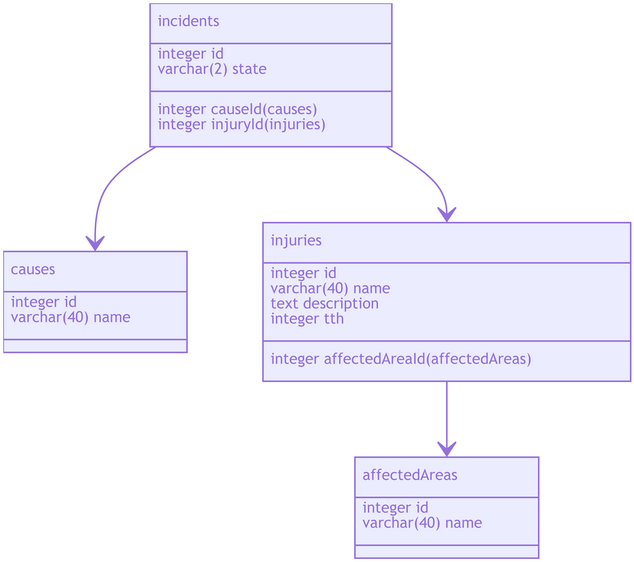 incidents
integer id
varchar(2) state
integer causeId(causes)
integer injuryId(injuries)
causes
integer id
varchar(40) name
injuries
integer id
varchar(40) name
text description
integer tth
integer affectedAreaId(affectedAreas)
affectedAreas
integer id
varchar(40) name